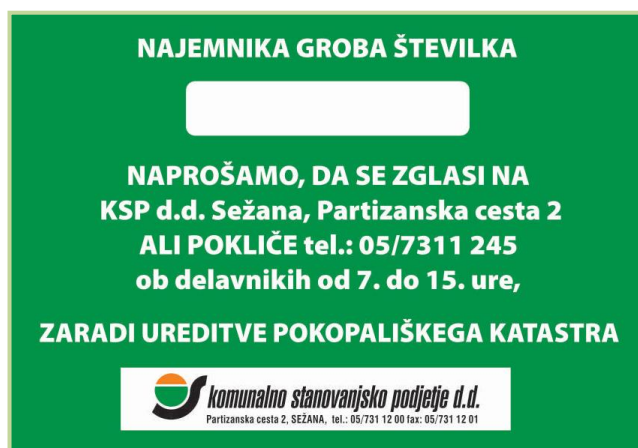 NAJEMNIKA GROBA ŠTEVILKA
NAPROŠAMO, DA SE ZGLASI NA
KSP d.d. Sežana, Partizanska cesta 2
ALI POKLIČE tel.: 05/7311 245
ob delavnikih od 7. do 15. ure,
ZARADI UREDITVE POKOPALIŠKEGA KATASTRA
komunalno stanovanjsko podjetje d.d.
Partizanska cesta 2, SEŽANA, tel.: 05/731 12 00 fax: 05/731 12 01